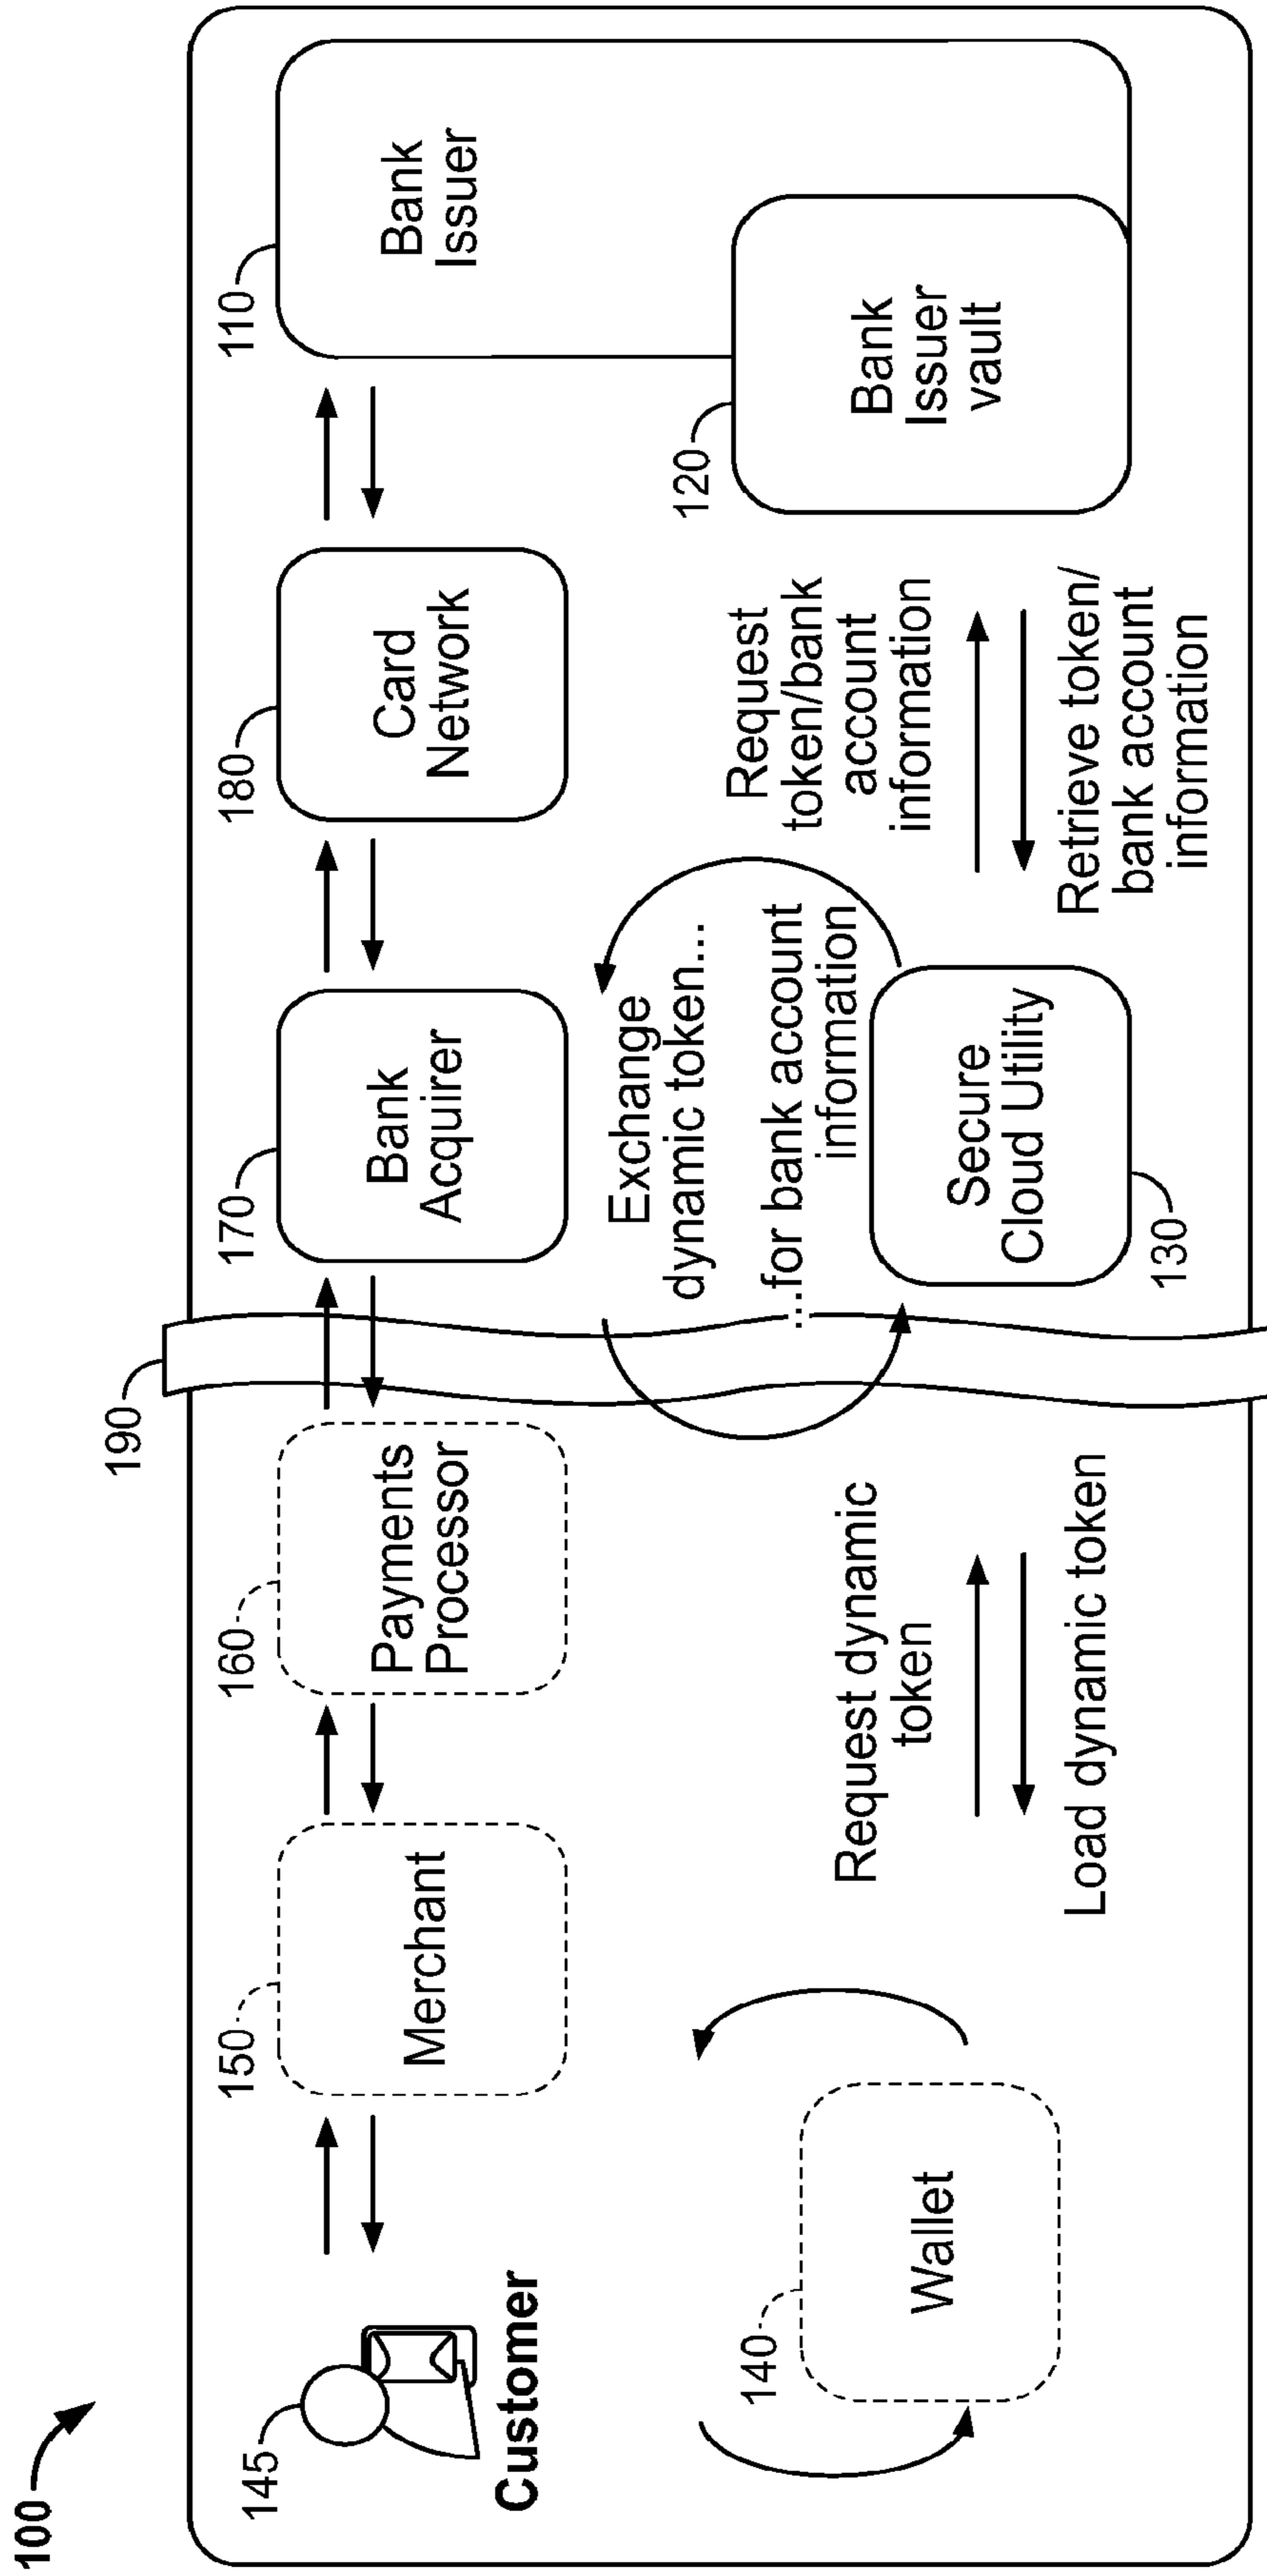 100
190
145
Customer
150
Merchant
160
Payments
Processor
170
Bank
Acquirer
180
Card
Network
110
Bank
Issuer
140
Wallet
Request dynamic
token
Load dynamic token
Exchange
dynamic token...
...for bank account
information
Secure
Cloud Utility
130
Request
token/bank
account
information
Retrieve token/
bank account
information
120
Bank
Issuer
vault